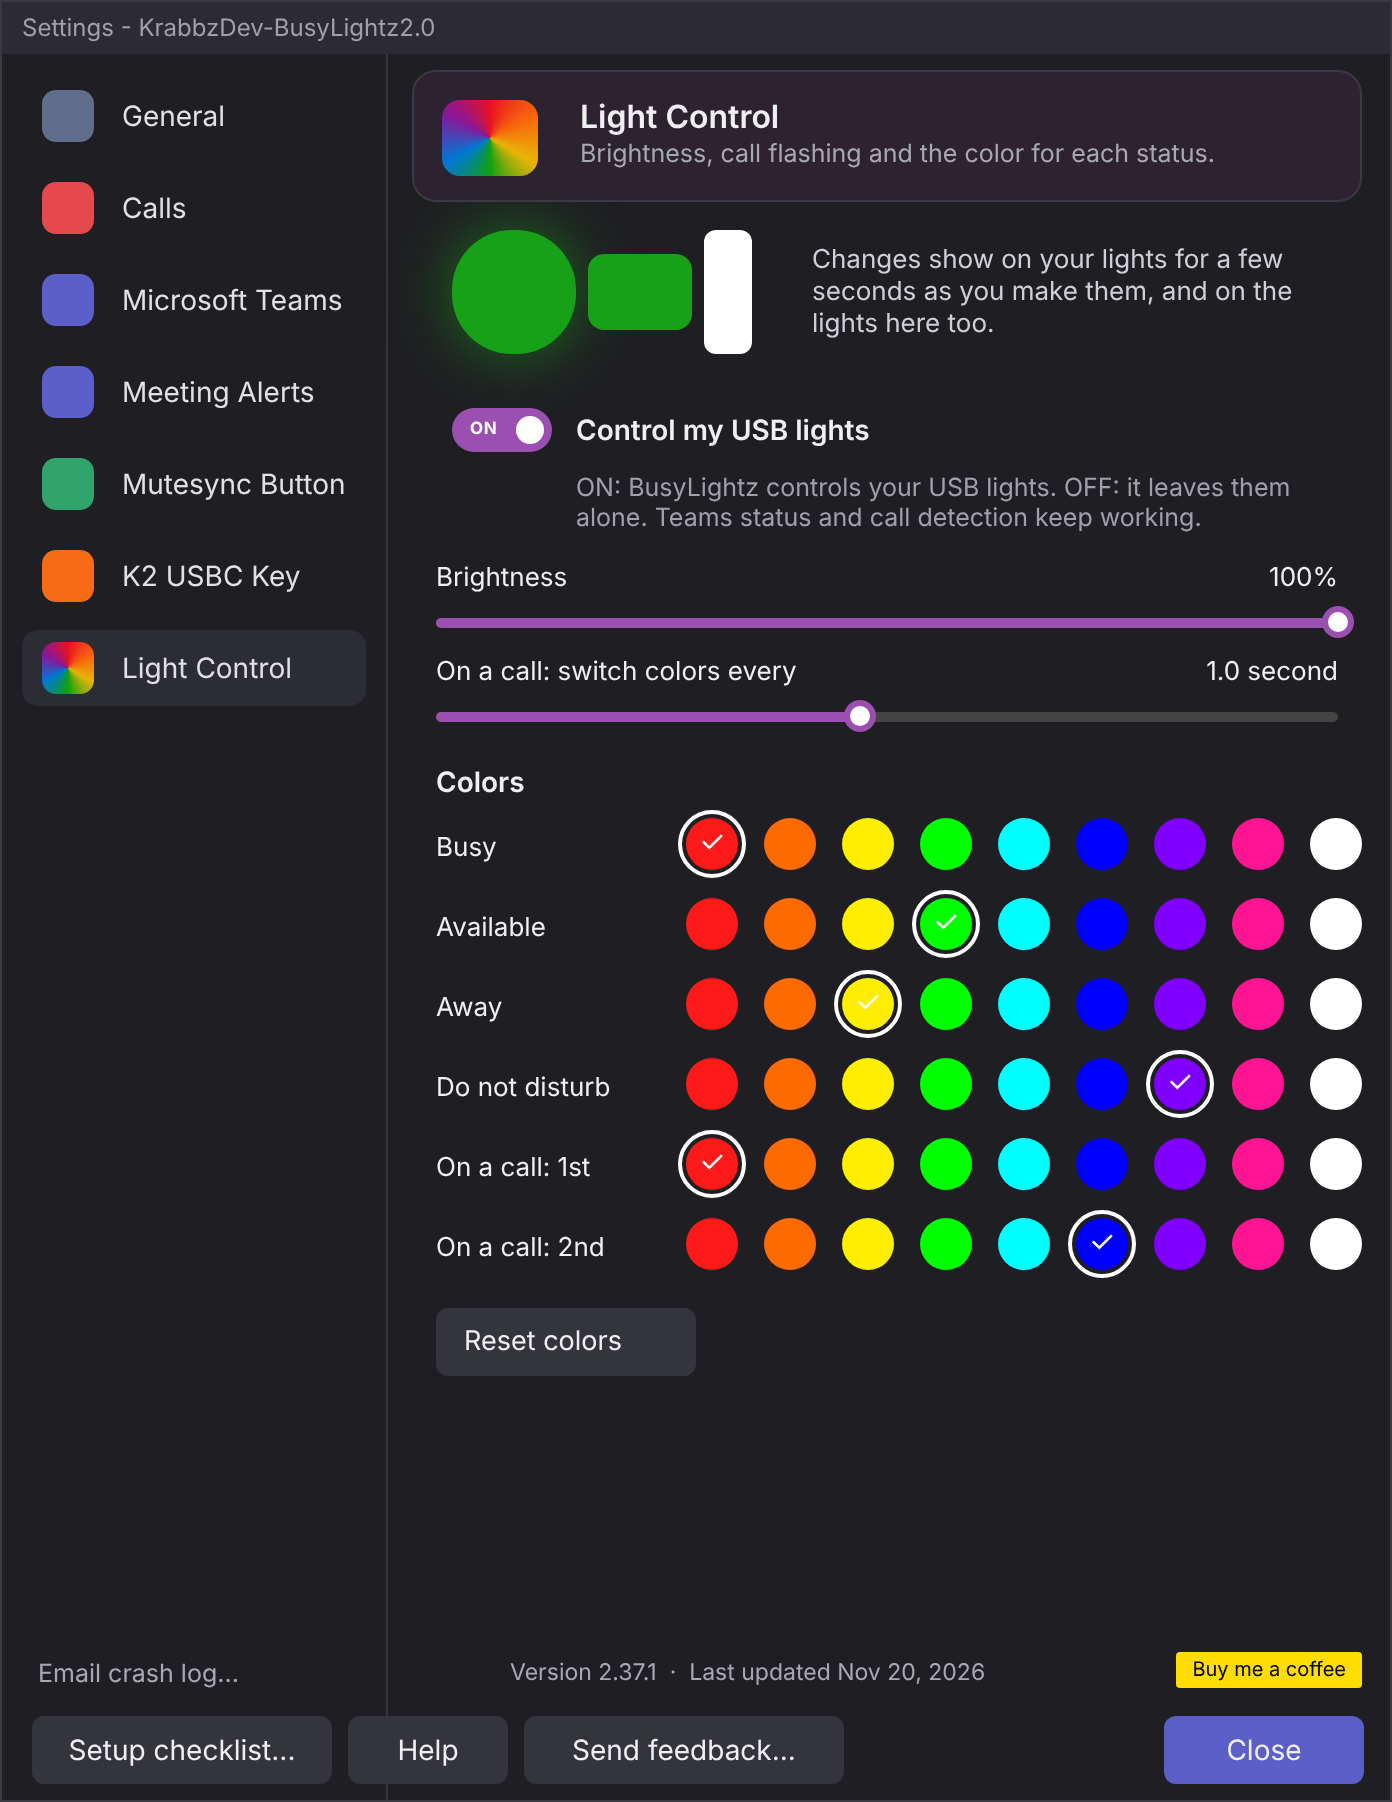 Settings - KrabbzDev-BusyLightz2.0
General
Calls
Microsoft Teams
Meeting Alerts
Mutesync Button
K2 USBC Key
Light Control
Light Control
Brightness, call flashing and the color for each status.
Changes show on your lights for a few
seconds as you make them, and on the
lights here too.
ON
Control my USB lights
ON: BusyLightz controls your USB lights. OFF: it leaves them
alone. Teams status and call detection keep working.
Brightness
100%
On a call: switch colors every
1.0 second
Colors
Busy
Available
Away
Do not disturb
On a call: 1st
On a call: 2nd
Reset colors
Email crash log...
Version 2.37.1 · Last updated Nov 20, 2026
Buy me a coffee
Setup checklist...
Help
Send feedback...
Close